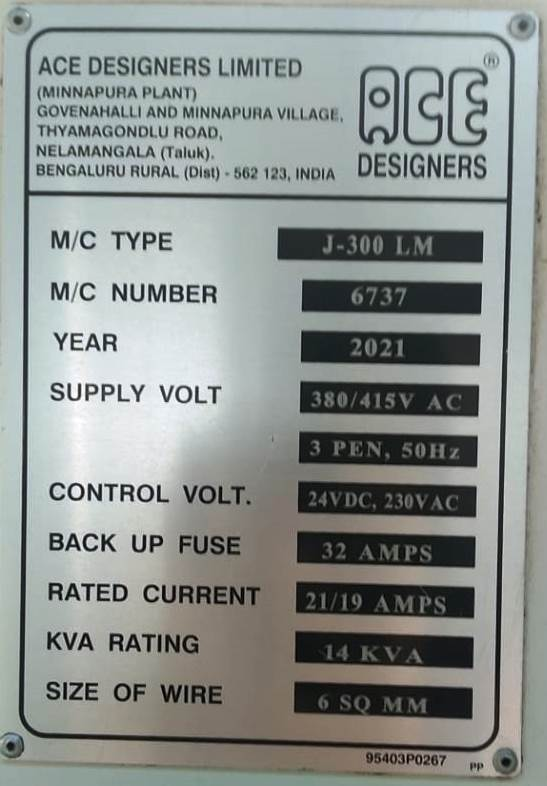 ACE DESIGNERS LIMITED
(MINNAPURA PLANT)
GOVENAHALLI AND MINNAPURA VILLAGE,
THYAMAGONDLU ROAD,
NELAMANGALA (Taluk).
BENGALURU RURAL (Dist) - 562 123, INDIA
ACE ®
DESIGNERS
M/C TYPE J-300 LM
M/C NUMBER 6737
YEAR 2021
SUPPLY VOLT 380/415V AC
3 PEN, 50Hz
CONTROL VOLT. 24VDC, 230VAC
BACK UP FUSE 32 AMPS
RATED CURRENT 21/19 AMPS
KVA RATING 14 KVA
SIZE OF WIRE 6 SQ MM
95403P0267 PP